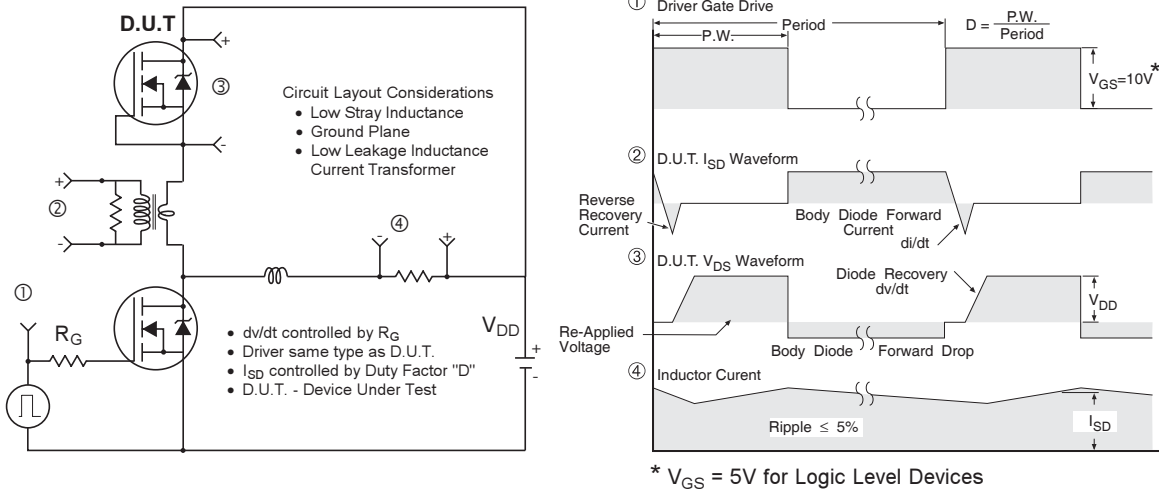 D.U.T
+
③
-
Circuit Layout Considerations
• Low Stray Inductance
• Ground Plane
• Low Leakage Inductance
Current Transformer
+
②
-
④
-
+
①
R_G
• dv/dt controlled by R_G
• Driver same type as D.U.T.
• I_SD controlled by Duty Factor "D"
• D.U.T. - Device Under Test
V_DD
+
-
① Driver Gate Drive
Period
P.W.
D = P.W.
Period
V_GS=10V *
② D.U.T. I_SD Waveform
Reverse
Recovery
Current
Body Diode Forward
Current
di/dt
③ D.U.T. V_DS Waveform
Diode Recovery
dv/dt
V_DD
Re-Applied
Voltage
Body Diode Forward Drop
④ Inductor Curent
Ripple ≤ 5%
I_SD
* V_GS = 5V for Logic Level Devices